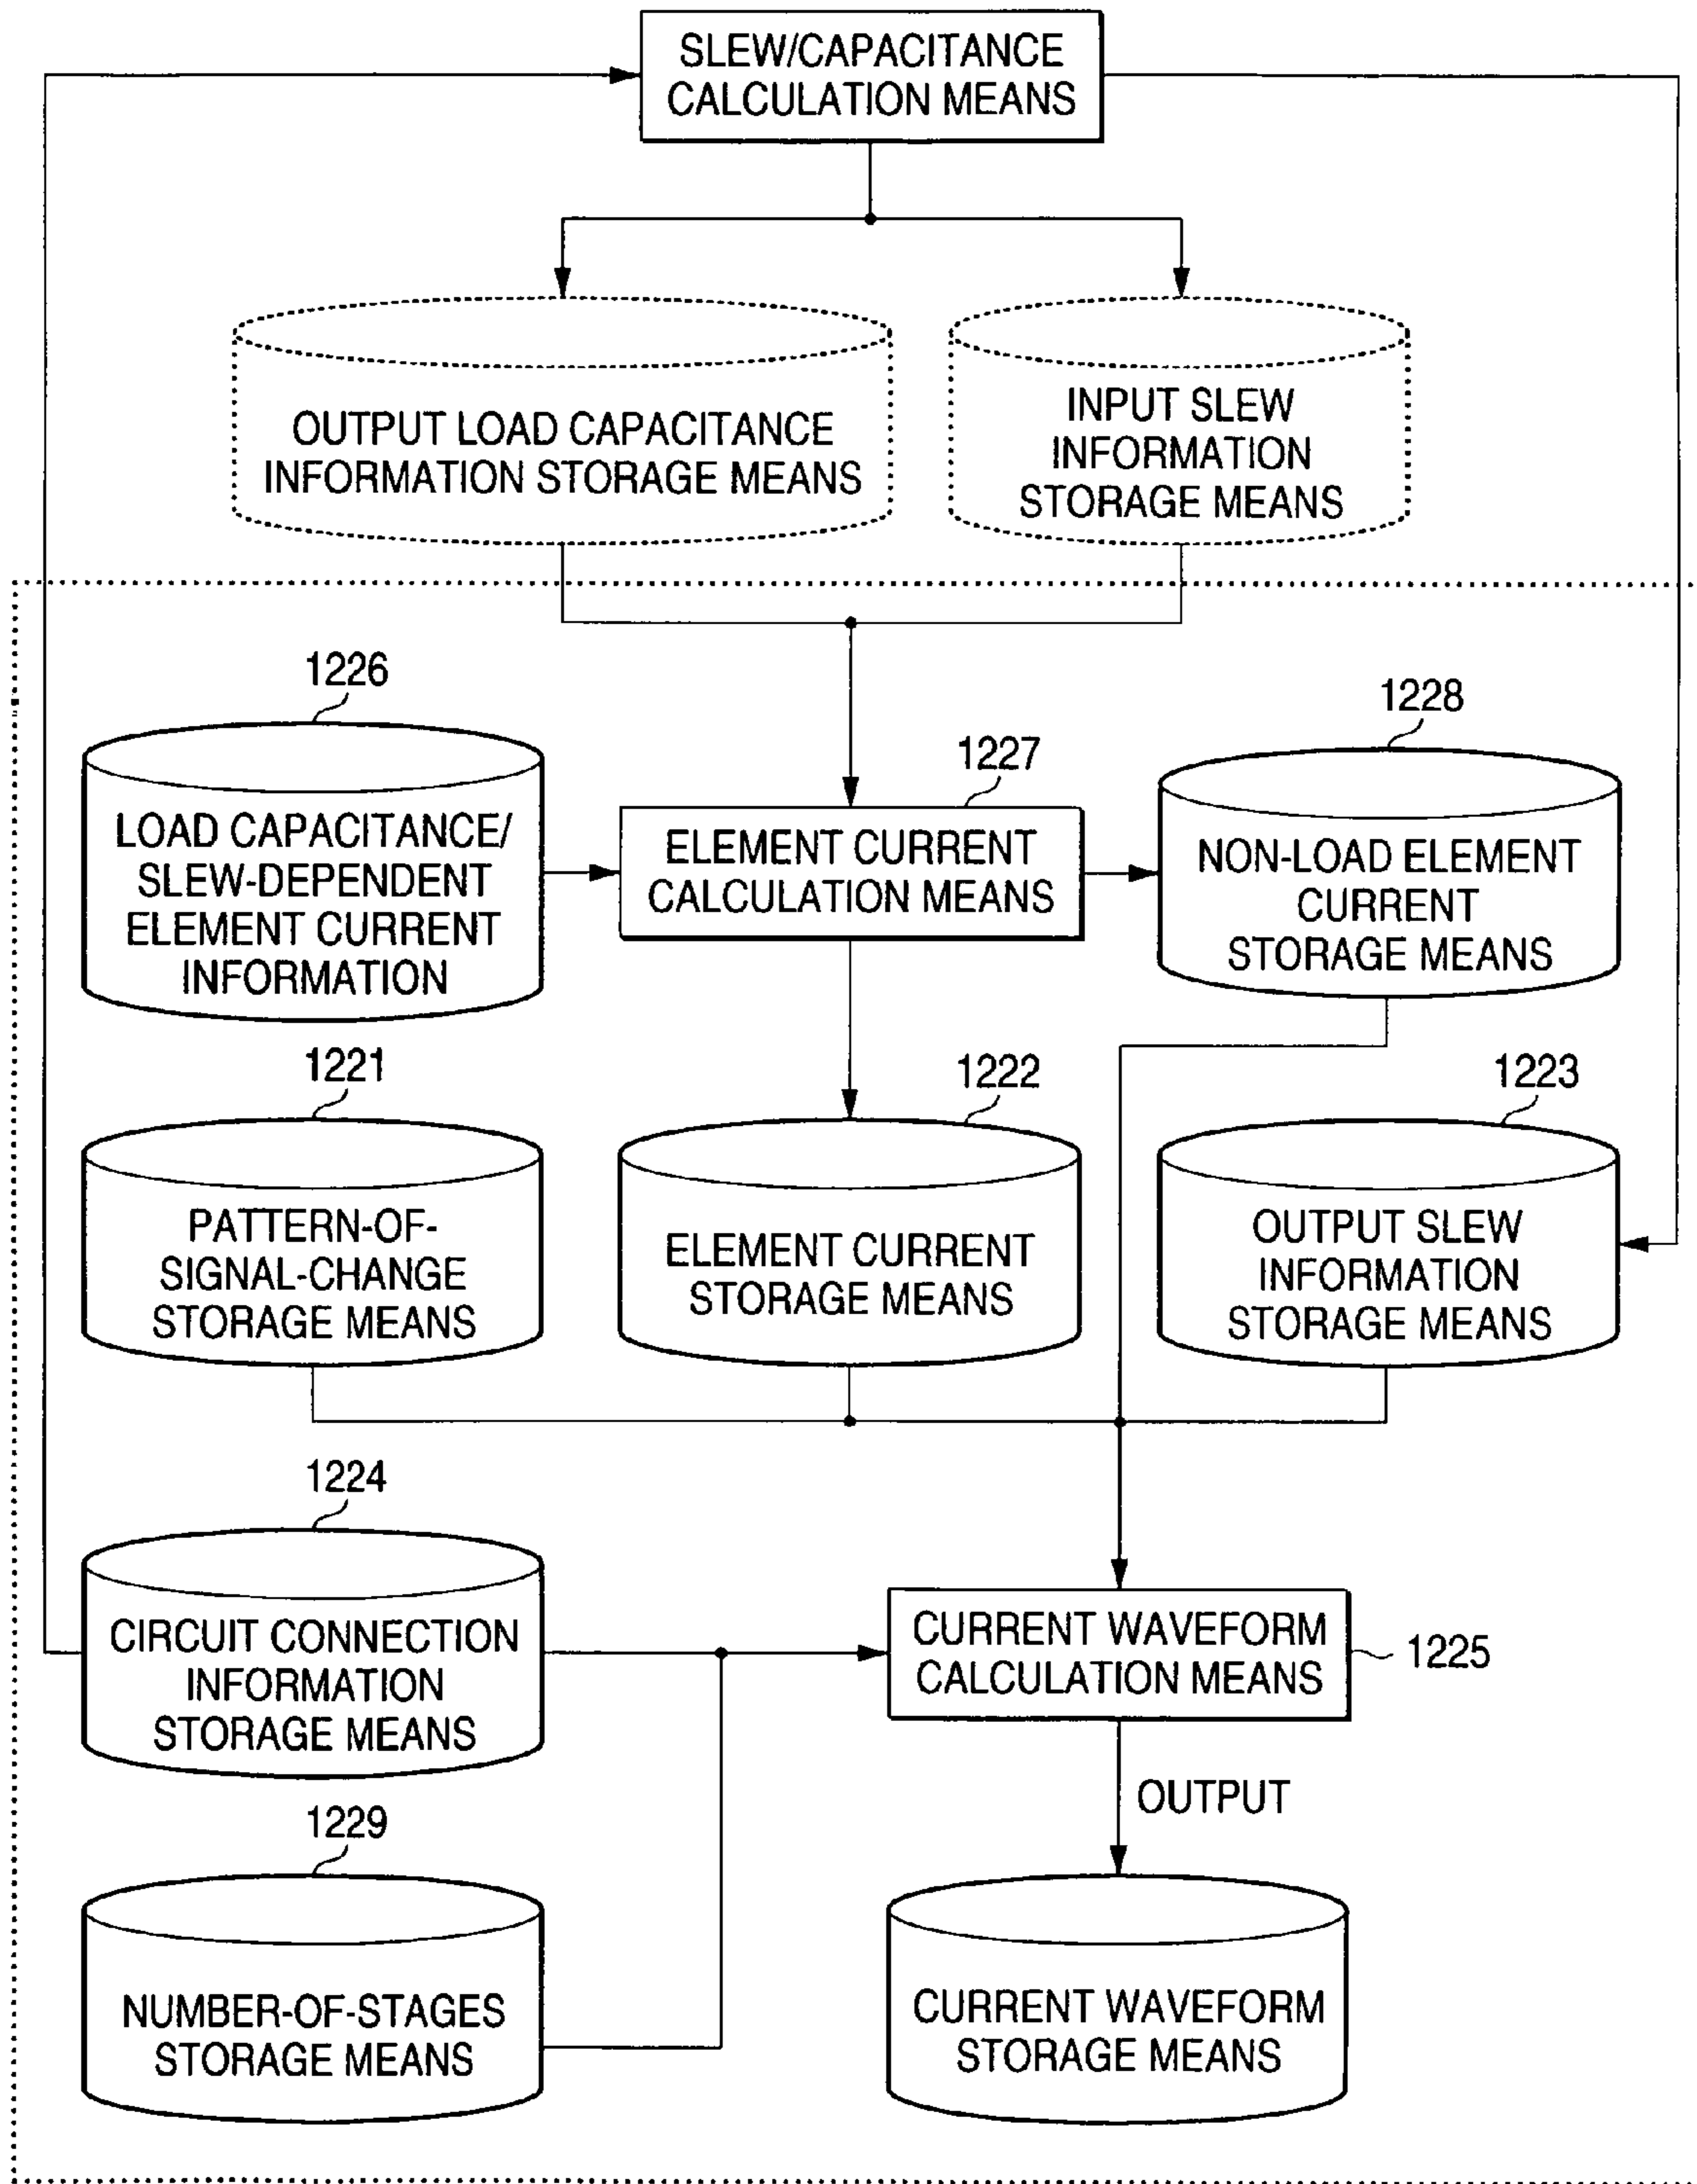 SLEW/CAPACITANCE
CALCULATION MEANS
OUTPUT LOAD CAPACITANCE
INFORMATION STORAGE MEANS
INPUT SLEW
INFORMATION
STORAGE MEANS
1226
LOAD CAPACITANCE/
SLEW-DEPENDENT
ELEMENT CURRENT
INFORMATION
1227
ELEMENT CURRENT
CALCULATION MEANS
1228
NON-LOAD ELEMENT
CURRENT
STORAGE MEANS
1221
PATTERN-OF-
SIGNAL-CHANGE
STORAGE MEANS
1222
ELEMENT CURRENT
STORAGE MEANS
1223
OUTPUT SLEW
INFORMATION
STORAGE MEANS
1224
CIRCUIT CONNECTION
INFORMATION
STORAGE MEANS
CURRENT WAVEFORM
CALCULATION MEANS
1225
OUTPUT
1229
NUMBER-OF-STAGES
STORAGE MEANS
CURRENT WAVEFORM
STORAGE MEANS